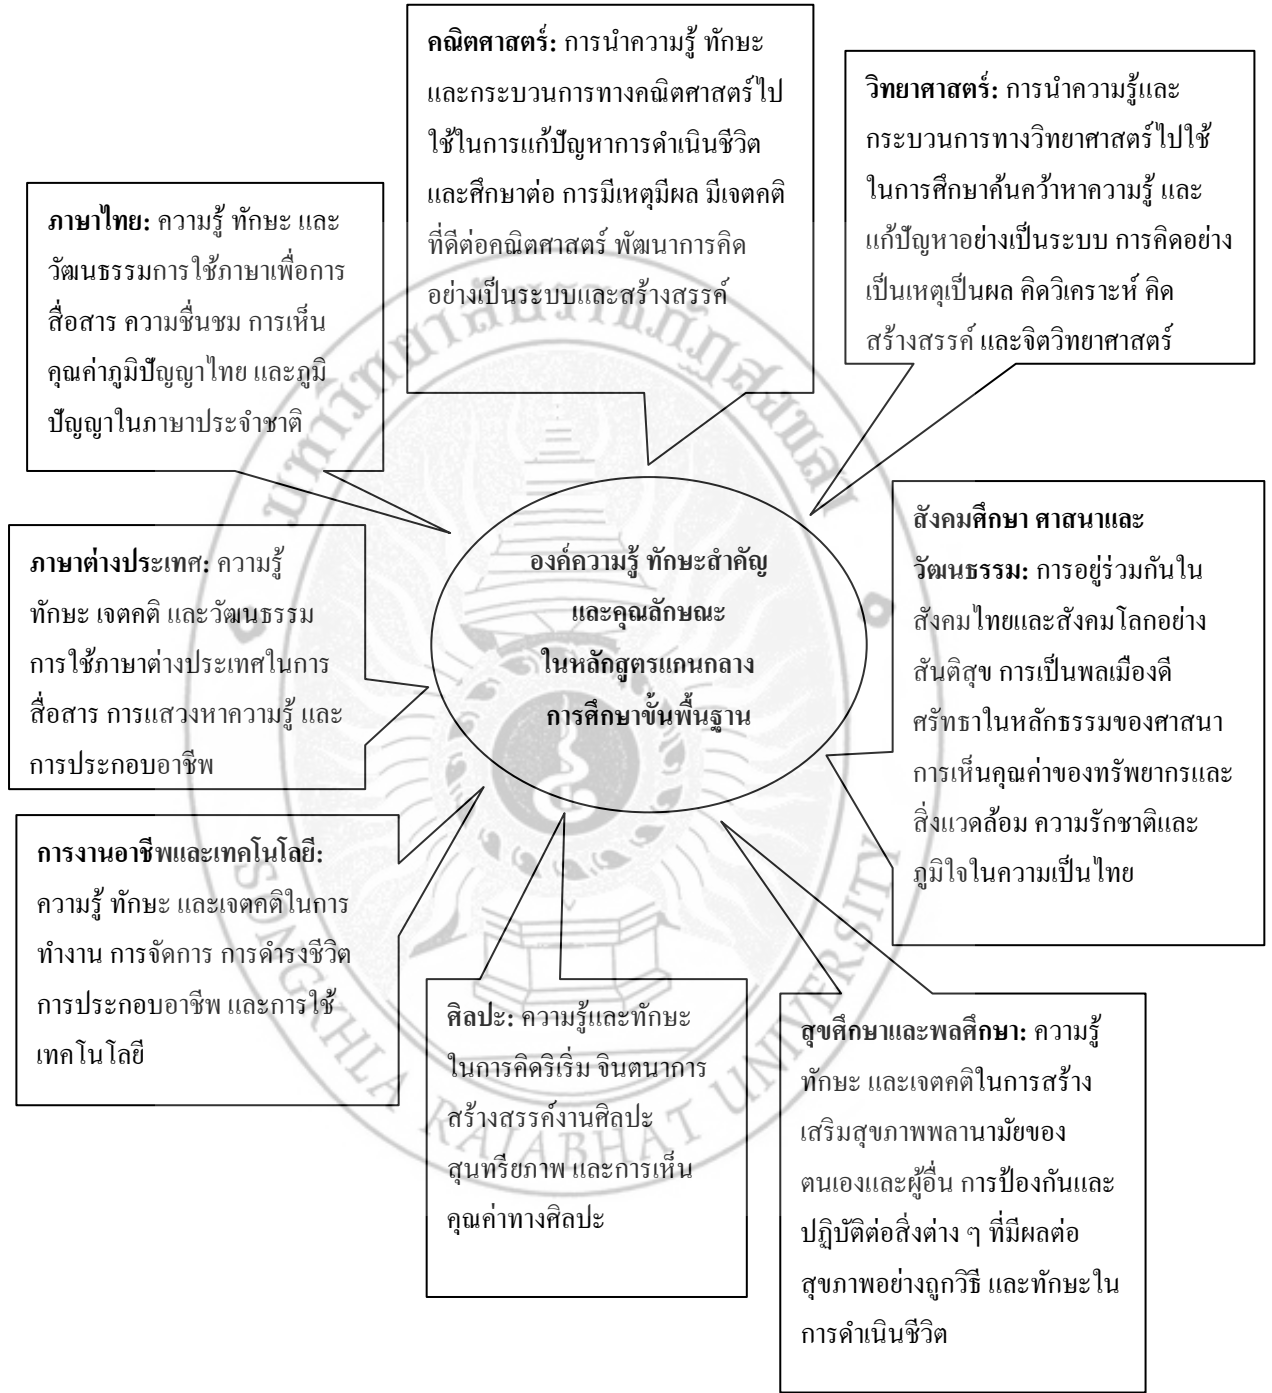 คณิตศาสตร์: การนำความรู้ ทักษะ
และกระบวนการทางคณิตศาสตร์ไป
ใช้ในการแก้ปัญหาการดำเนินชีวิต
และศึกษาต่อ การมีเหตุมีผล มีเจตคติ
ที่ดีต่อคณิตศาสตร์ พัฒนาการคิด
อย่างเป็นระบบและสร้างสรรค์
วิทยาศาสตร์: การนำความรู้และ
กระบวนการทางวิทยาศาสตร์ไปใช้
ในการศึกษาค้นคว้าหาความรู้ และ
แก้ปัญหาอย่างเป็นระบบ การคิดอย่าง
เป็นเหตุเป็นผล คิดวิเคราะห์ คิด
สร้างสรรค์ และจิตวิทยาศาสตร์
ภาษาไทย: ความรู้ ทักษะ และ
วัฒนธรรมการใช้ภาษาเพื่อการ
สื่อสาร ความชื่นชม การเห็น
คุณค่าภูมิปัญญาไทย และภูมิ
ปัญญาในภาษาประจำชาติ
องค์ความรู้ ทักษะสำคัญ
และคุณลักษณะ
ในหลักสูตรแกนกลาง
การศึกษาขั้นพื้นฐาน
สังคมศึกษา ศาสนาและ
วัฒนธรรม: การอยู่ร่วมกันใน
สังคมไทยและสังคมโลกอย่าง
สันติสุข การเป็นพลเมืองดี
ศรัทธาในหลักธรรมของศาสนา
การเห็นคุณค่าของทรัพยากรและ
สิ่งแวดล้อม ความรักชาติและ
ภูมิใจในความเป็นไทย
ภาษาต่างประเทศ: ความรู้
ทักษะ เจตคติ และวัฒนธรรม
การใช้ภาษาต่างประเทศในการ
สื่อสาร การแสวงหาความรู้ และ
การประกอบอาชีพ
การงานอาชีพและเทคโนโลยี:
ความรู้ ทักษะ และเจตคติในการ
ทำงาน การจัดการ การดำรงชีวิต
การประกอบอาชีพ และการใช้
เทคโนโลยี
ศิลปะ: ความรู้และทักษะ
ในการคิดริเริ่ม จินตนาการ
สร้างสรรค์งานศิลปะ
สุนทรียภาพ และการเห็น
คุณค่าทางศิลปะ
สุขศึกษาและพลศึกษา: ความรู้
ทักษะ และเจตคติในการสร้าง
เสริมสุขภาพพลานามัยของ
ตนเองและผู้อื่น การป้องกันและ
ปฏิบัติต่อสิ่งต่าง ๆ ที่มีผลต่อ
สุขภาพอย่างถูกวิธี และทักษะใน
การดำเนินชีวิต
มหาวิทยาลัยราชภัฏสงขลา
SONGKHLA RAJABHAT UNIVERSITY